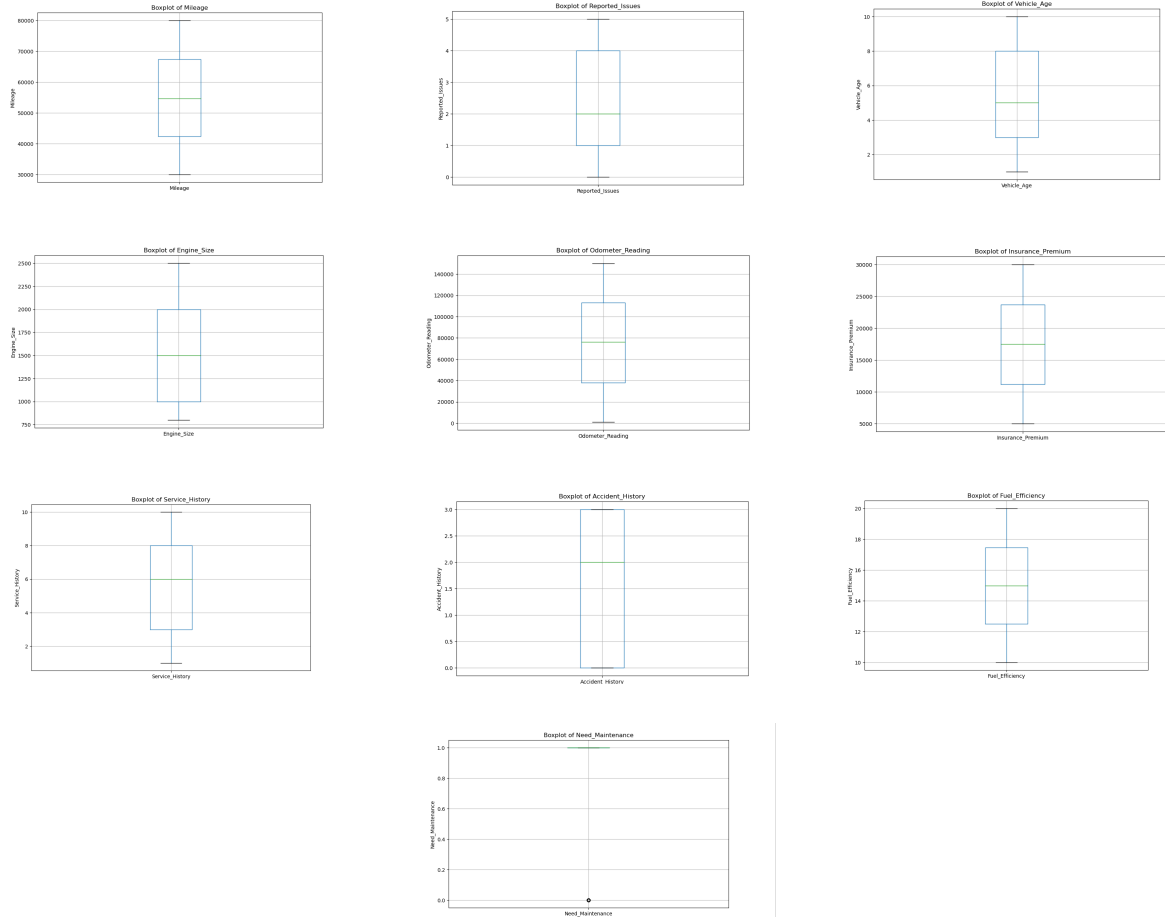 Boxplot of Mileage
80000
70000
60000
50000
40000
30000
Mileage
Mileage
Boxplot of Reported_Issues
5
4
3
2
1
0
Reported_Issues
Reported_Issues
Boxplot of Vehicle_Age
10
8
6
4
2
Vehicle_Age
Vehicle_Age
Boxplot of Engine_Size
2500
2250
2000
1750
1500
1250
1000
750
Engine_Size
Engine_Size
Boxplot of Odometer_Reading
140000
120000
100000
80000
60000
40000
20000
0
Odometer_Reading
Odometer_Reading
Boxplot of Insurance_Premium
30000
25000
20000
15000
10000
5000
Insurance_Premium
Insurance_Premium
Boxplot of Service_History
10
8
6
4
2
Service_History
Service_History
Boxplot of Accident_History
3.0
2.5
2.0
1.5
1.0
0.5
0.0
Accident_History
Accident_History
Boxplot of Fuel_Efficiency
20
18
16
14
12
10
Fuel_Efficiency
Fuel_Efficiency
Boxplot of Need_Maintenance
1.0
0.8
0.6
0.4
0.2
0.0
Need_Maintenance
Need_Maintenance